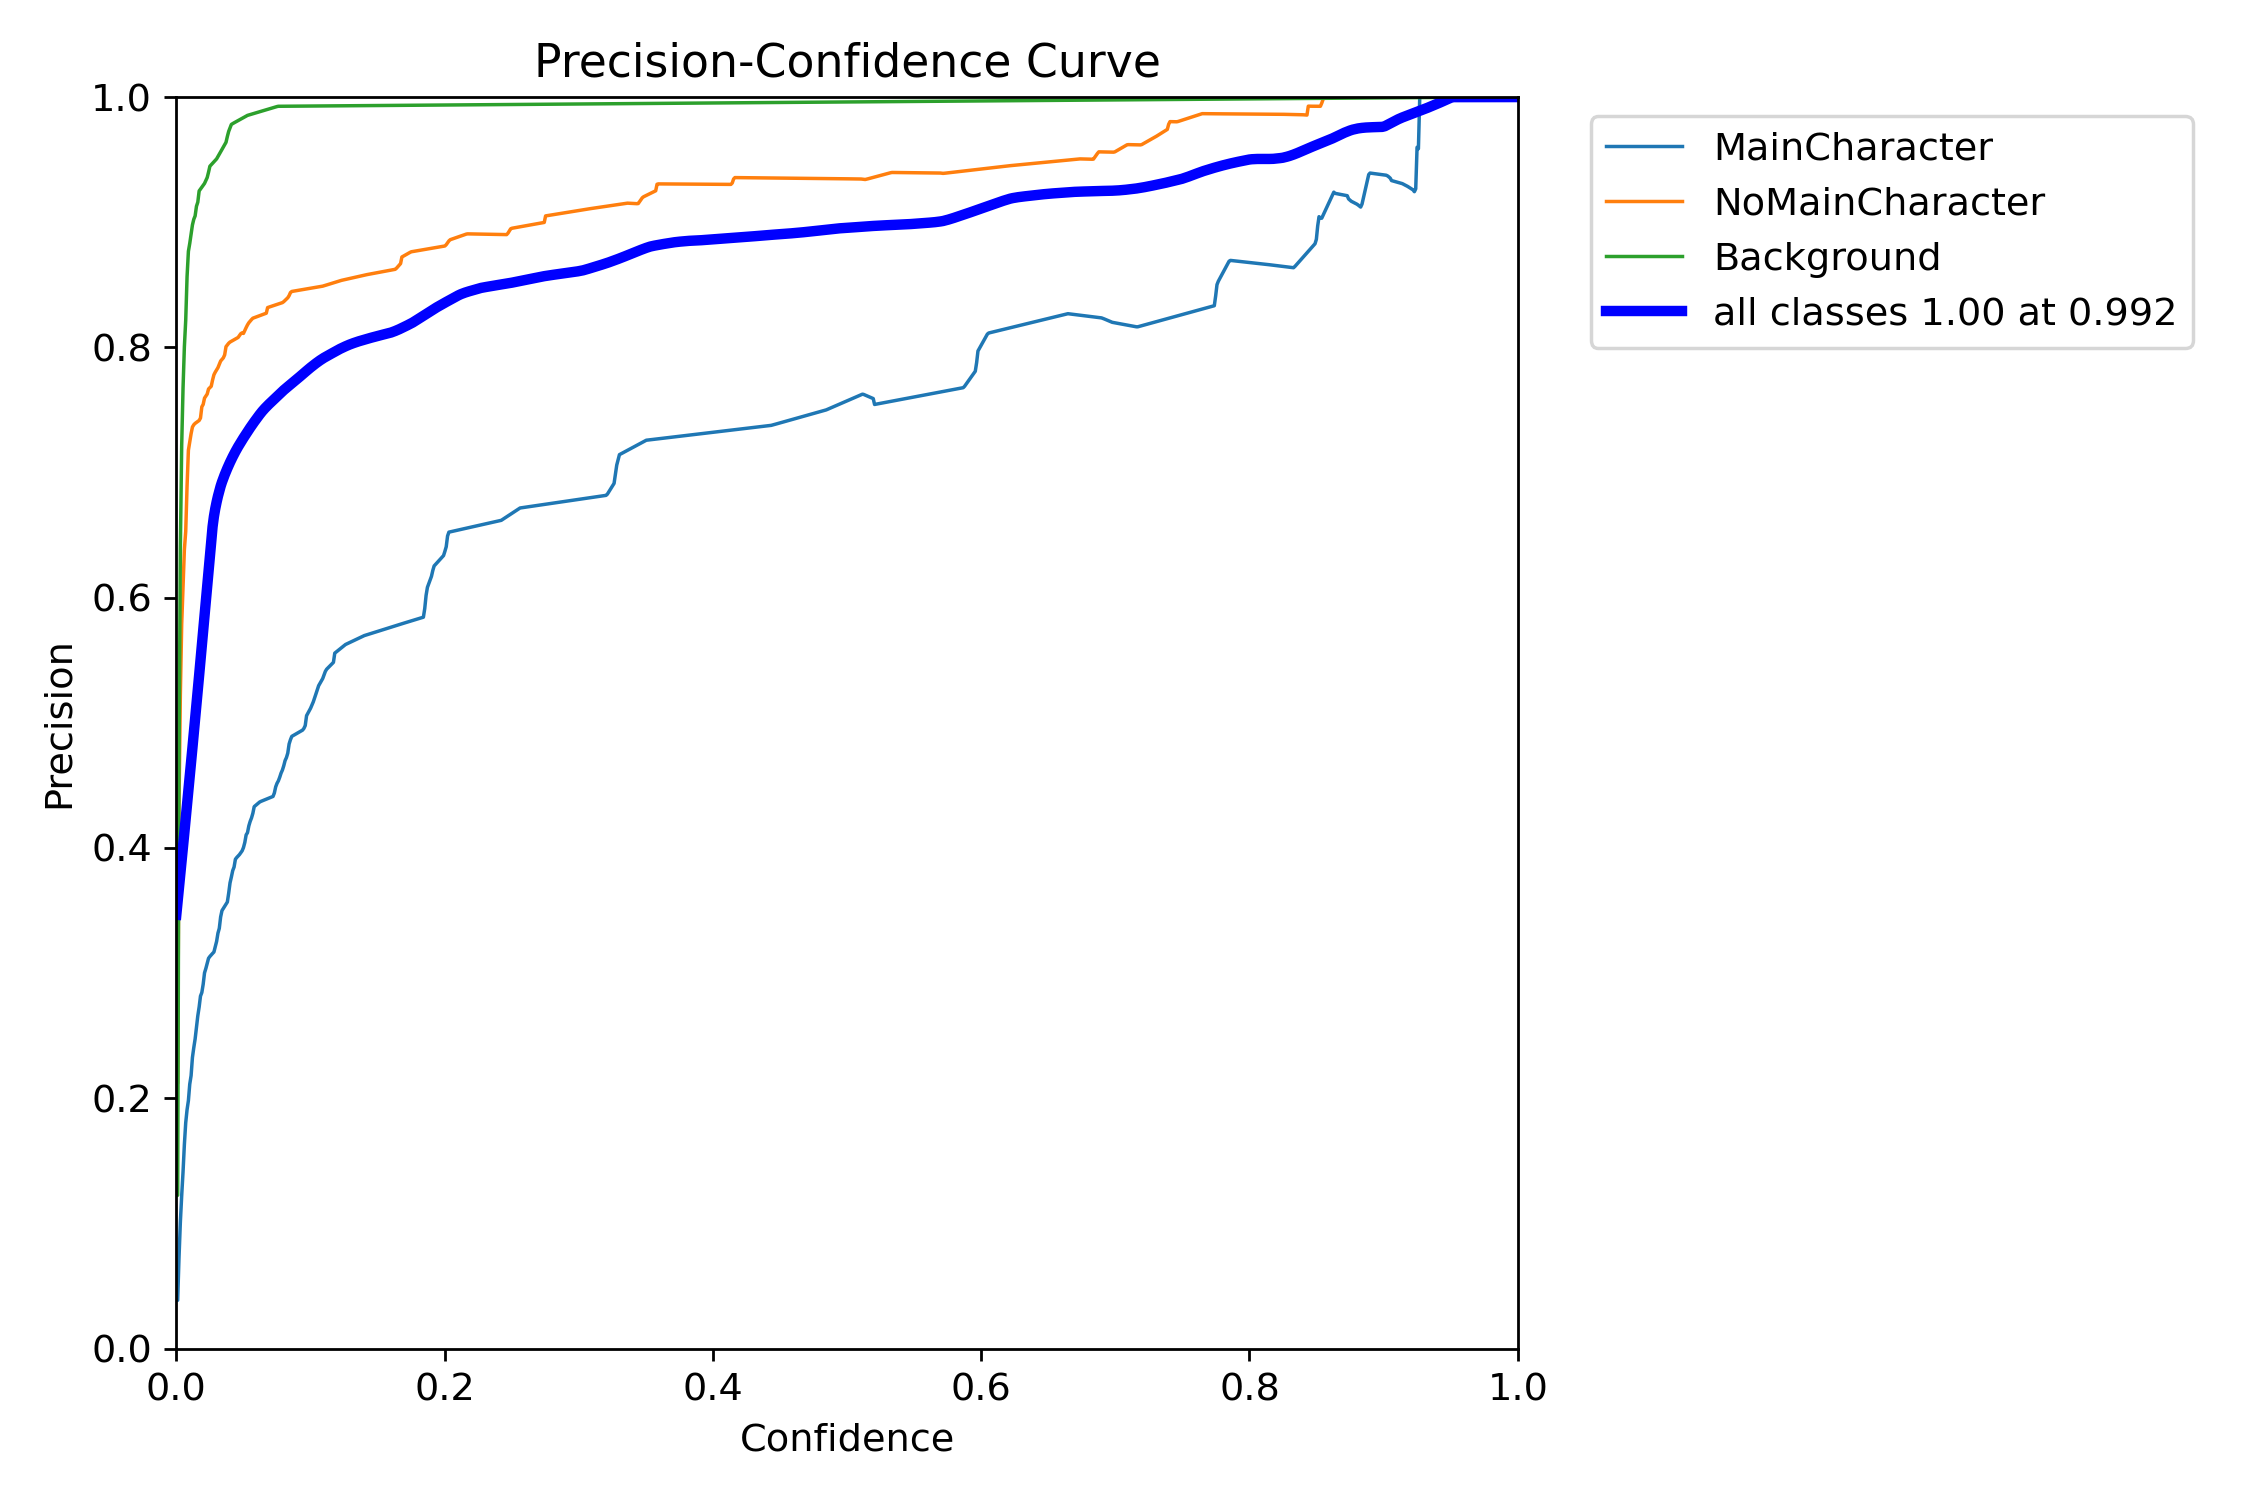 Precision-Confidence Curve
1.0
0.8
0.6
0.4
0.2
0.0
Precision
0.0 0.2 0.4 0.6 0.8 1.0
Confidence
MainCharacter
NoMainCharacter
Background
all classes 1.00 at 0.992